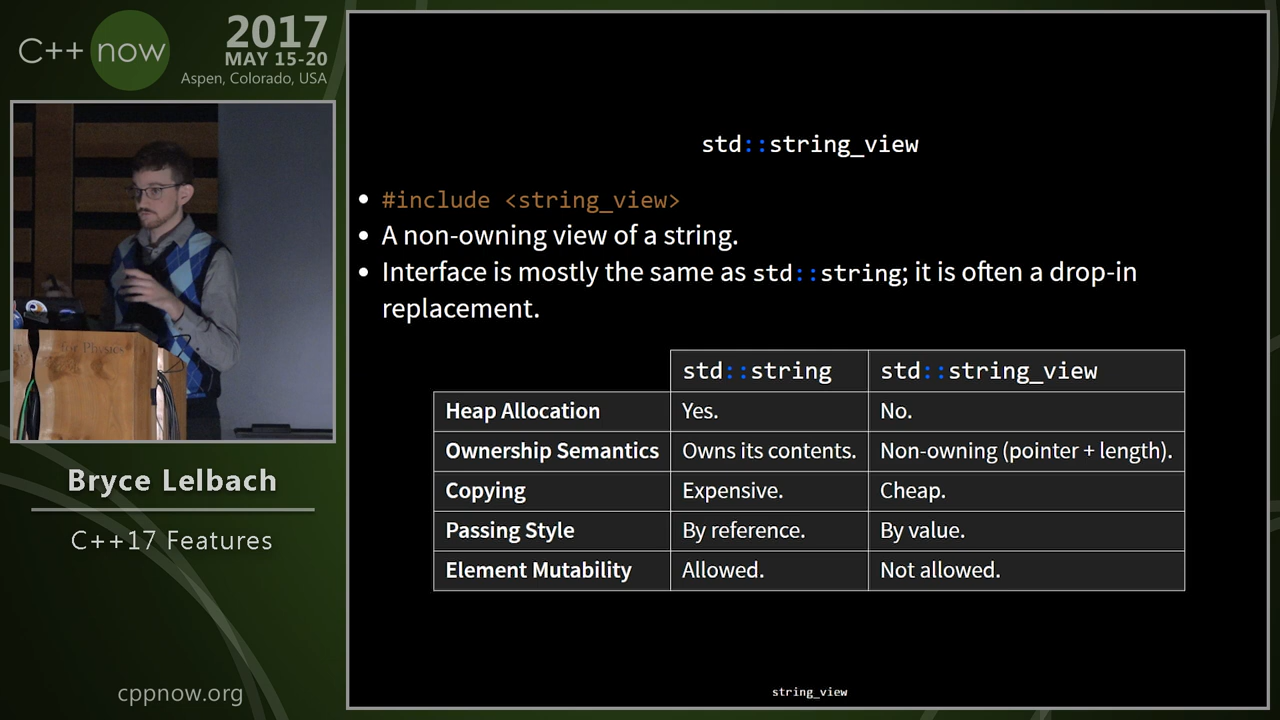 C++ now
2017
MAY 15-20
Aspen, Colorado, USA
for Physics
Bryce Lelbach
C++17 Features
cppnow.org
std::string_view
• #include <string_view>
• A non-owning view of a string.
• Interface is mostly the same as std::string; it is often a drop-in
replacement.
std::string std::string_view
Heap Allocation Yes. No.
Ownership Semantics Owns its contents. Non-owning (pointer + length).
Copying Expensive. Cheap.
Passing Style By reference. By value.
Element Mutability Allowed. Not allowed.
string_view